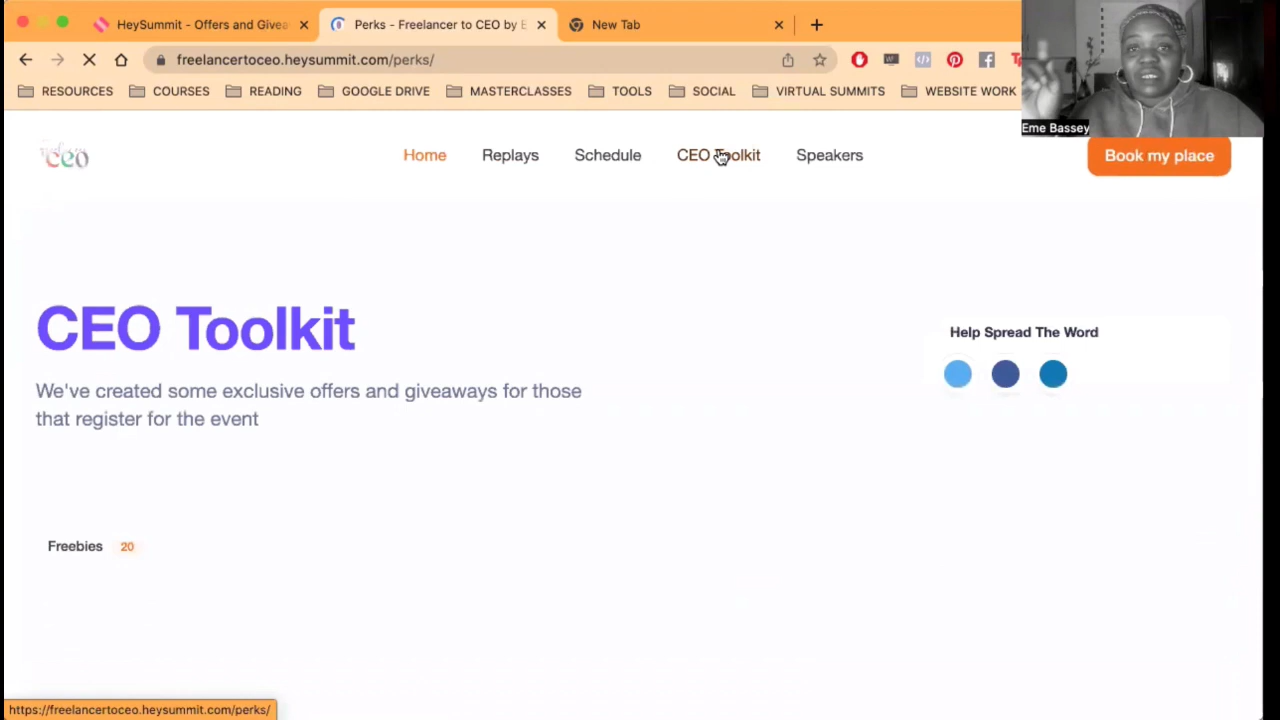 HeySummit - Offers and Givea
Perks - Freelancer to CEO by E
New Tab
freelancertoceo.heysummit.com/perks/
RESOURCES
COURSES
READING
GOOGLE DRIVE
MASTERCLASSES
TOOLS
SOCIAL
VIRTUAL SUMMITS
WEBSITE WORK
Eme Bassey
ceo
Home
Replays
Schedule
CEO Toolkit
Speakers
Book my place
CEO Toolkit
We've created some exclusive offers and giveaways for those
that register for the event
Help Spread The Word
Freebies 20
https://freelancertoceo.heysummit.com/perks/